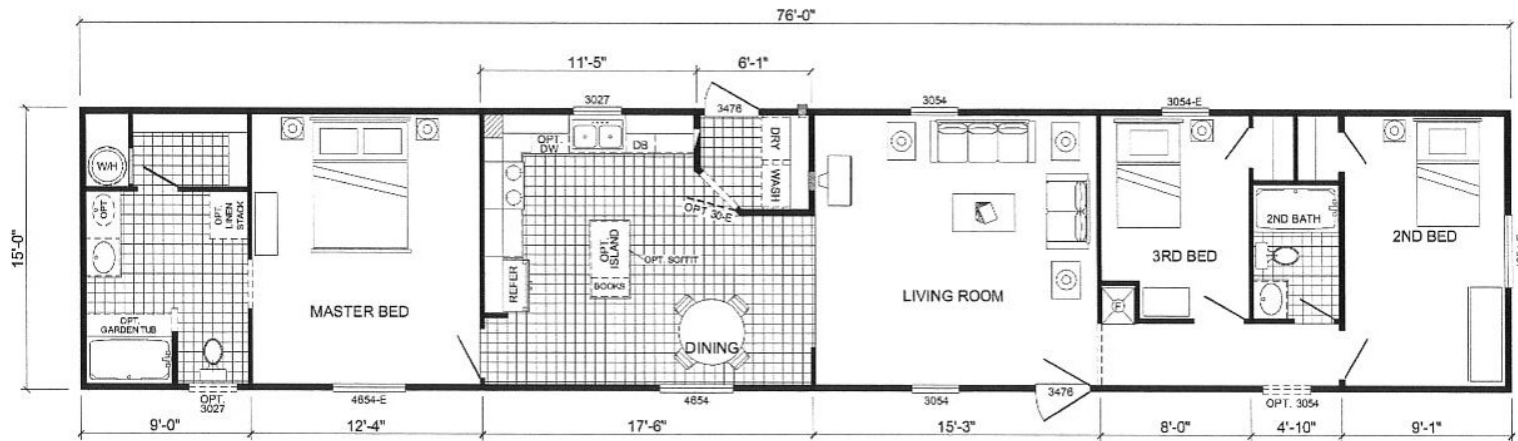 76'-0"
11'-5"
6'-1"
3027
3476
3054
3054-E
15'-0"
W/H
OPT.
OPT.
LINEN
STACK
OPT.
DW
DB
DRY
WASH
OPT 30-E
OPT.
ISLAND
OPT. SOFFIT
BOOKS
REFER
MASTER BED
DINING
LIVING ROOM
3RD BED
2ND BATH
2ND BED
F
OPT.
GARDEN TUB
OPT.
3027
4654-E
4654
3054
3476
OPT. 3054
9'-0"
12'-4"
17'-6"
15'-3"
8'-0"
4'-10"
9'-1"